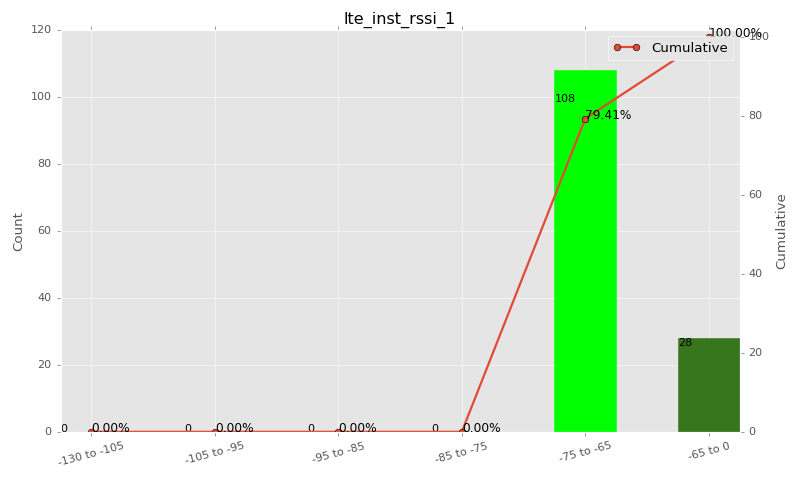 lte_inst_rssi_1
120
100
80
60
40
20
0
Count
100
80
60
40
20
0
Cumulative
Cumulative
0
0.00%
0
0.00%
0
0.00%
0
0.00%
108
79.41%
28
100.00%
-130 to -105
-105 to -95
-95 to -85
-85 to -75
-75 to -65
-65 to 0